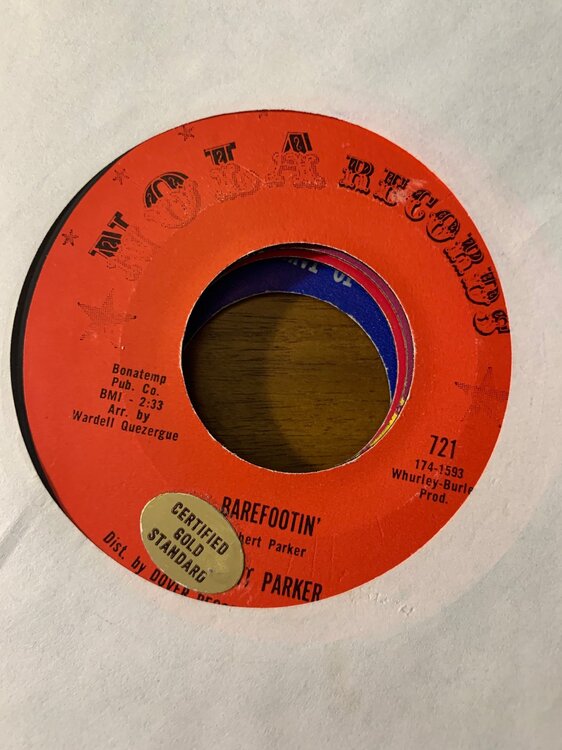 NOLA RECORDS
Bonatemp
Pub. Co.
BMI - 2:33
Arr. by
Wardell Quezergue
721
174-1593
Whurley-Burle
Prod.
BAREFOOTIN'
bert Parker
PARKER
CERTIFIED
GOLD
STANDARD
Dist. by DOVER